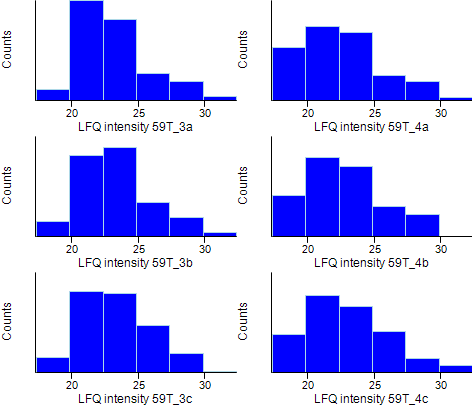 Counts
20 25 30
LFQ intensity 59T_3a
Counts
20 25 30
LFQ intensity 59T_4a
Counts
20 25 30
LFQ intensity 59T_3b
Counts
20 25 30
LFQ intensity 59T_4b
Counts
20 25 30
LFQ intensity 59T_3c
Counts
20 25 30
LFQ intensity 59T_4c